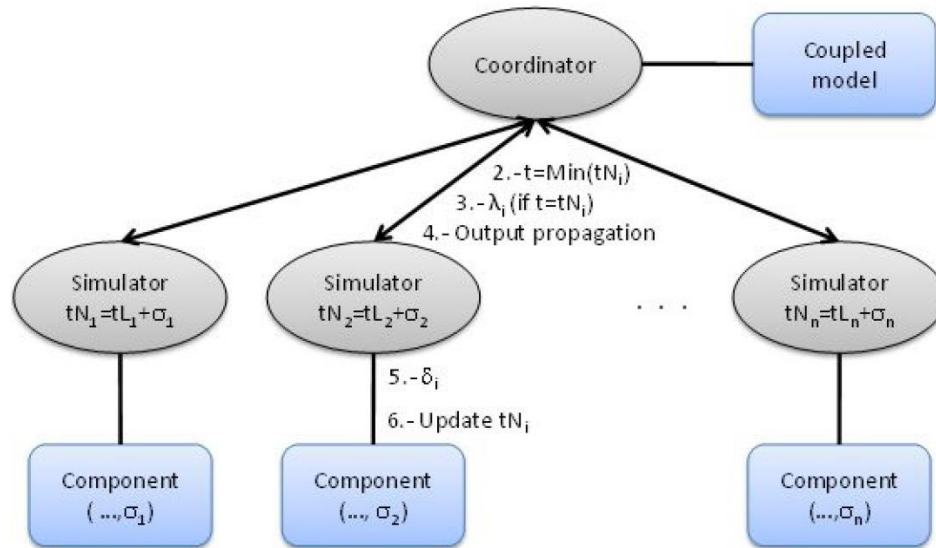 Coordinator
Coupled
model
2.-t=Min(tNᵢ)
3.-λᵢ(if t=tNᵢ)
4.-Output propagation
Simulator
tN₁=tL₁+σ₁
Simulator
tN₂=tL₂+σ₂
. . .
Simulator
tNₙ=tLₙ+σₙ
5.-δᵢ
6.-Update tNᵢ
Component
( ...,σ₁)
Component
(..., σ₂)
Component
(...,σₙ)